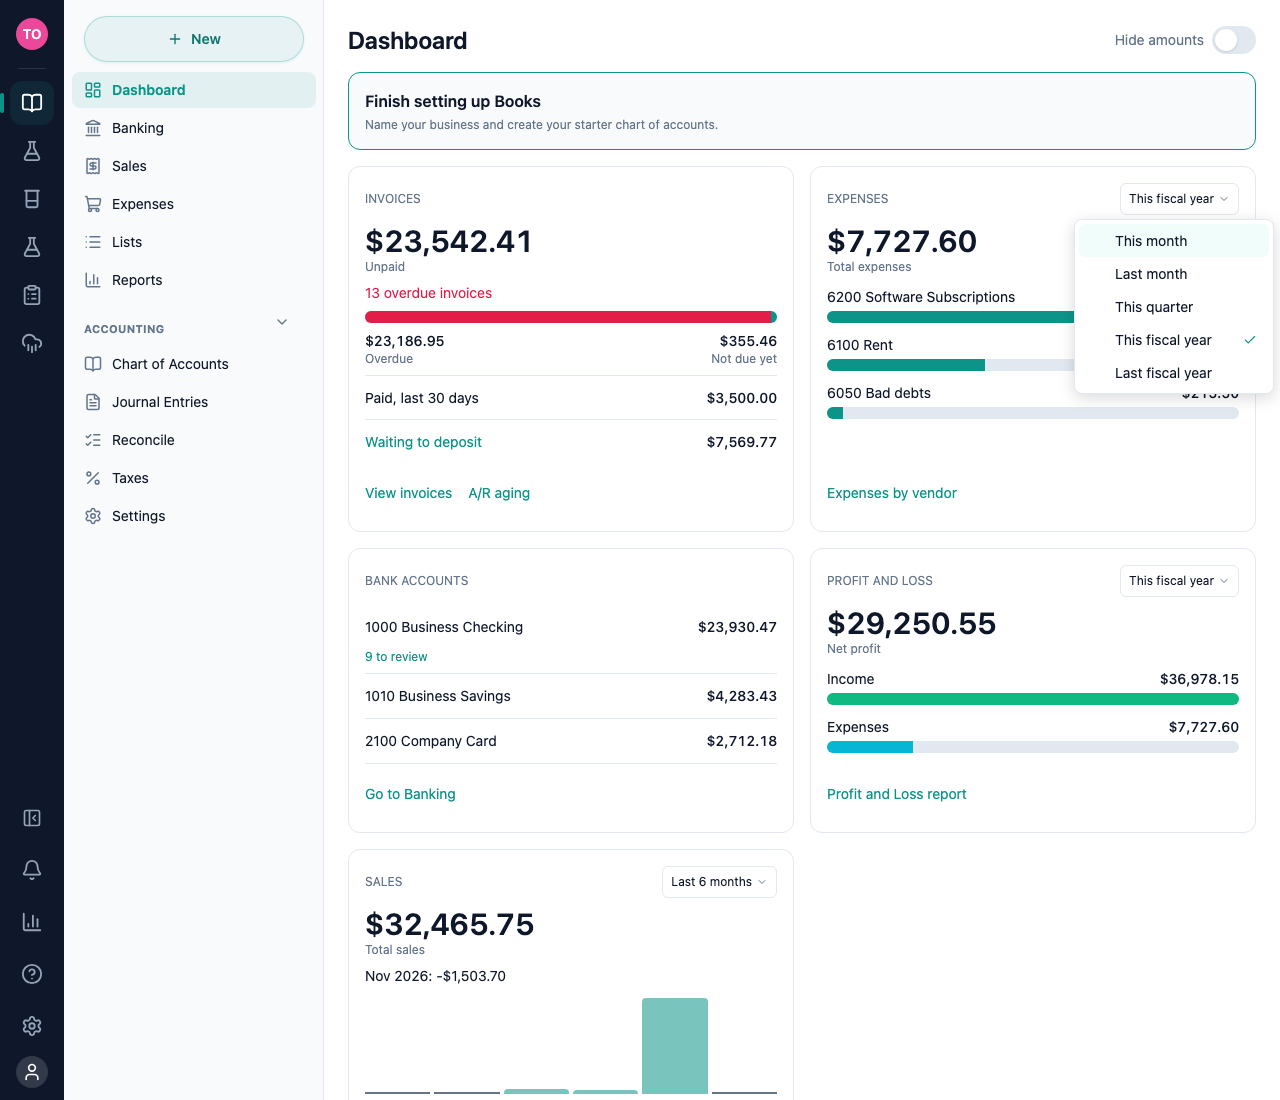 TO
New
Dashboard
Banking
Sales
Expenses
Lists
Reports
ACCOUNTING
Chart of Accounts
Journal Entries
Reconcile
Taxes
Settings
Dashboard
Hide amounts
Finish setting up Books
Name your business and create your starter chart of accounts.
INVOICES
$23,542.41
Unpaid
13 overdue invoices
$23,186.95 $355.46
Overdue Not due yet
Paid, last 30 days $3,500.00
Waiting to deposit $7,569.77
View invoices A/R aging
EXPENSES This fiscal year
$7,727.60
Total expenses
6200 Software Subscriptions
6100 Rent
6050 Bad debts
Expenses by vendor
This month
Last month
This quarter
This fiscal year
Last fiscal year
BANK ACCOUNTS
1000 Business Checking $23,930.47
9 to review
1010 Business Savings $4,283.43
2100 Company Card $2,712.18
Go to Banking
PROFIT AND LOSS This fiscal year
$29,250.55
Net profit
Income $36,978.15
Expenses $7,727.60
Profit and Loss report
SALES Last 6 months
$32,465.75
Total sales
Nov 2026: -$1,503.70